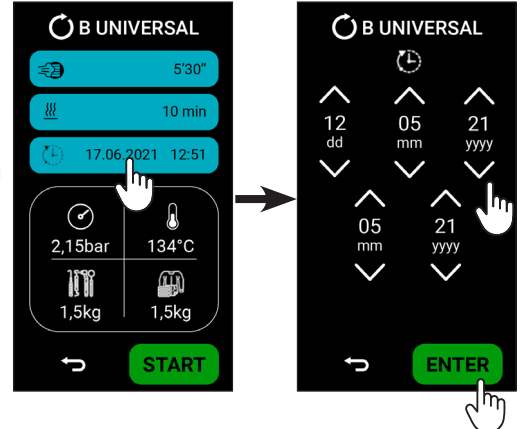 B UNIVERSAL
5’30”
10 min
17.06.2021 12:51
2,15bar 134°C
1,5kg 1,5kg
START
B UNIVERSAL
12 05 21
dd mm yyyy
05 21
mm yyyy
ENTER